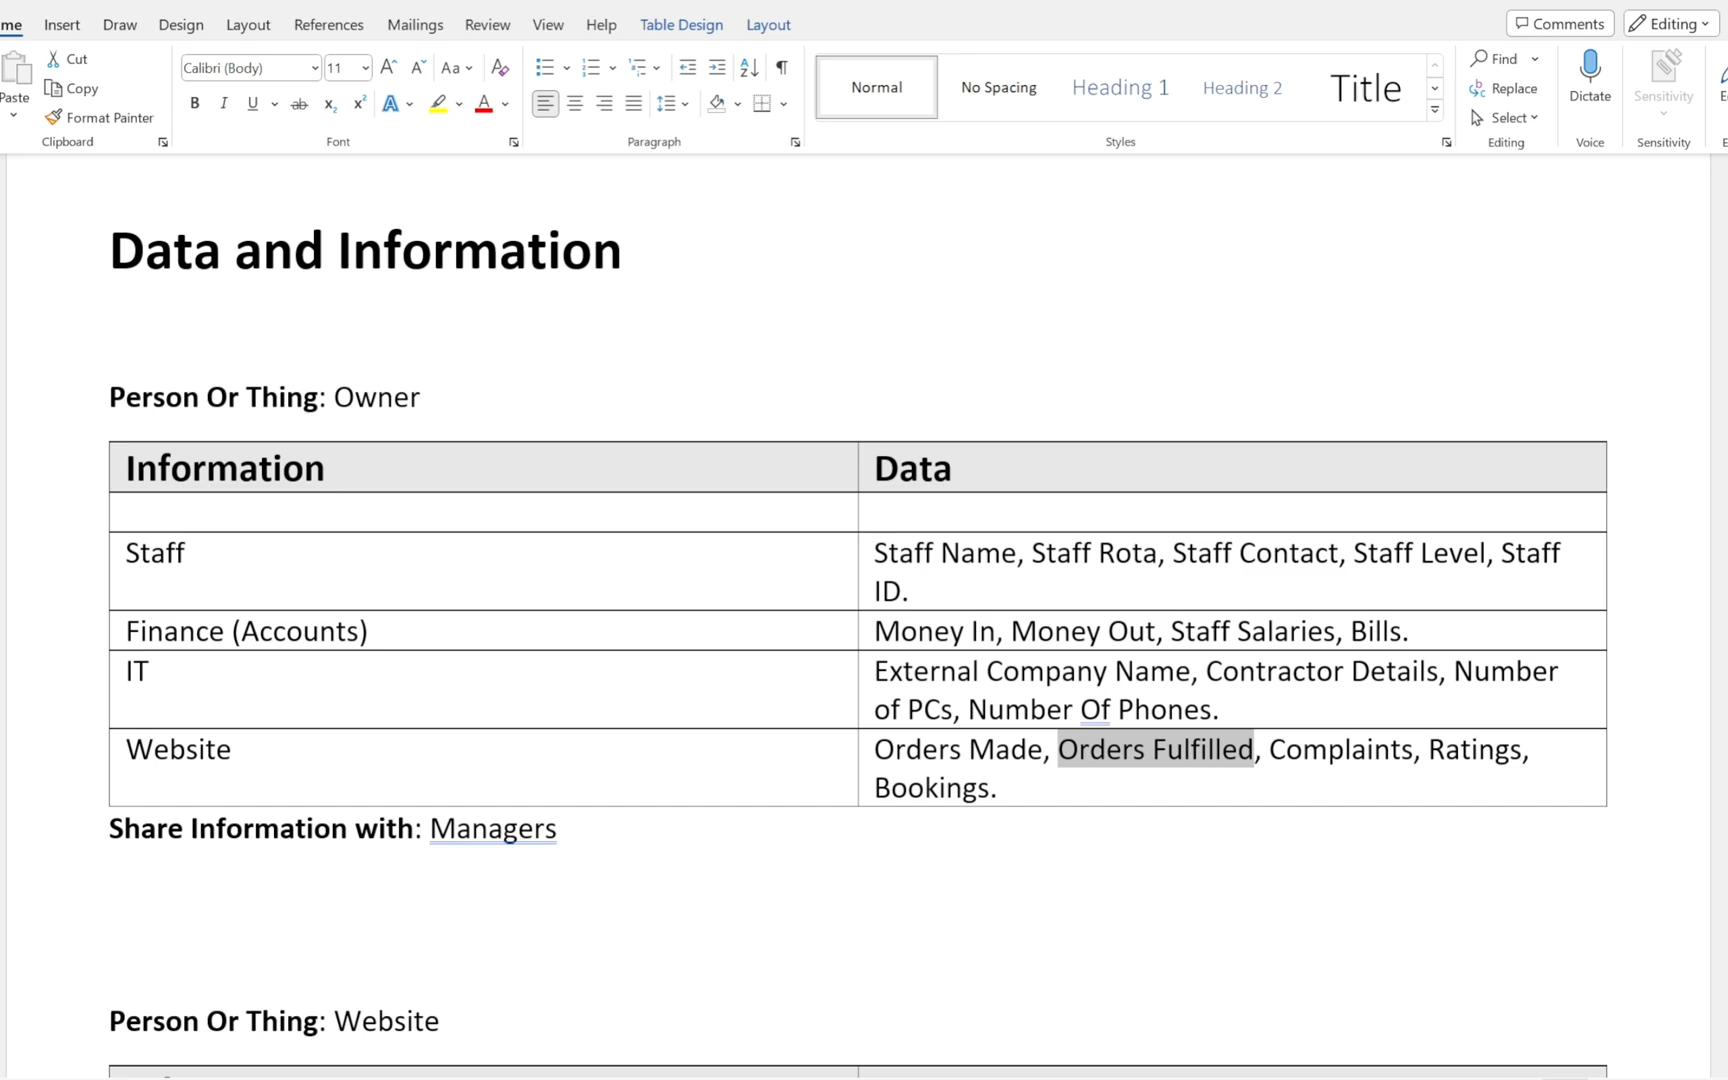 me Insert Draw Design Layout References Mailings Review View Help Table Design Layout Comments Editing
Paste
Cut
Copy
Format Painter
Clipboard
Calibri (Body) 11 Aa
B I U ab x2 x2 A A
Font
Paragraph
Normal No Spacing Heading 1 Heading 2 Title
Styles
Find
Replace
Select
Editing
Dictate
Voice
Sensitivity
Sensitivity
Data and Information
Person Or Thing: Owner
Information Data
Staff Staff Name, Staff Rota, Staff Contact, Staff Level, Staff
ID.
Finance (Accounts) Money In, Money Out, Staff Salaries, Bills.
IT External Company Name, Contractor Details, Number
of PCs, Number Of Phones.
Website Orders Made, Orders Fulfilled, Complaints, Ratings,
Bookings.
Share Information with: Managers
Person Or Thing: Website